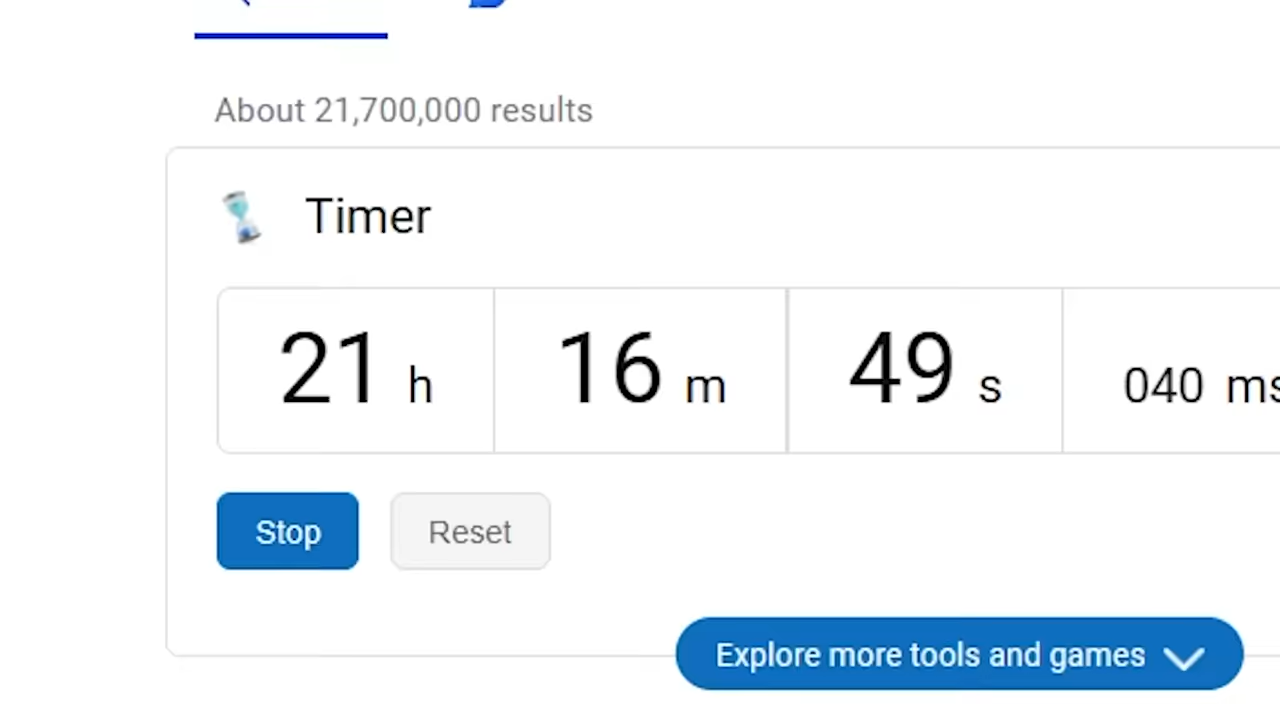 About 21,700,000 results
Timer
21 h 16 m 49 s 040 ms
Stop Reset
Explore more tools and games